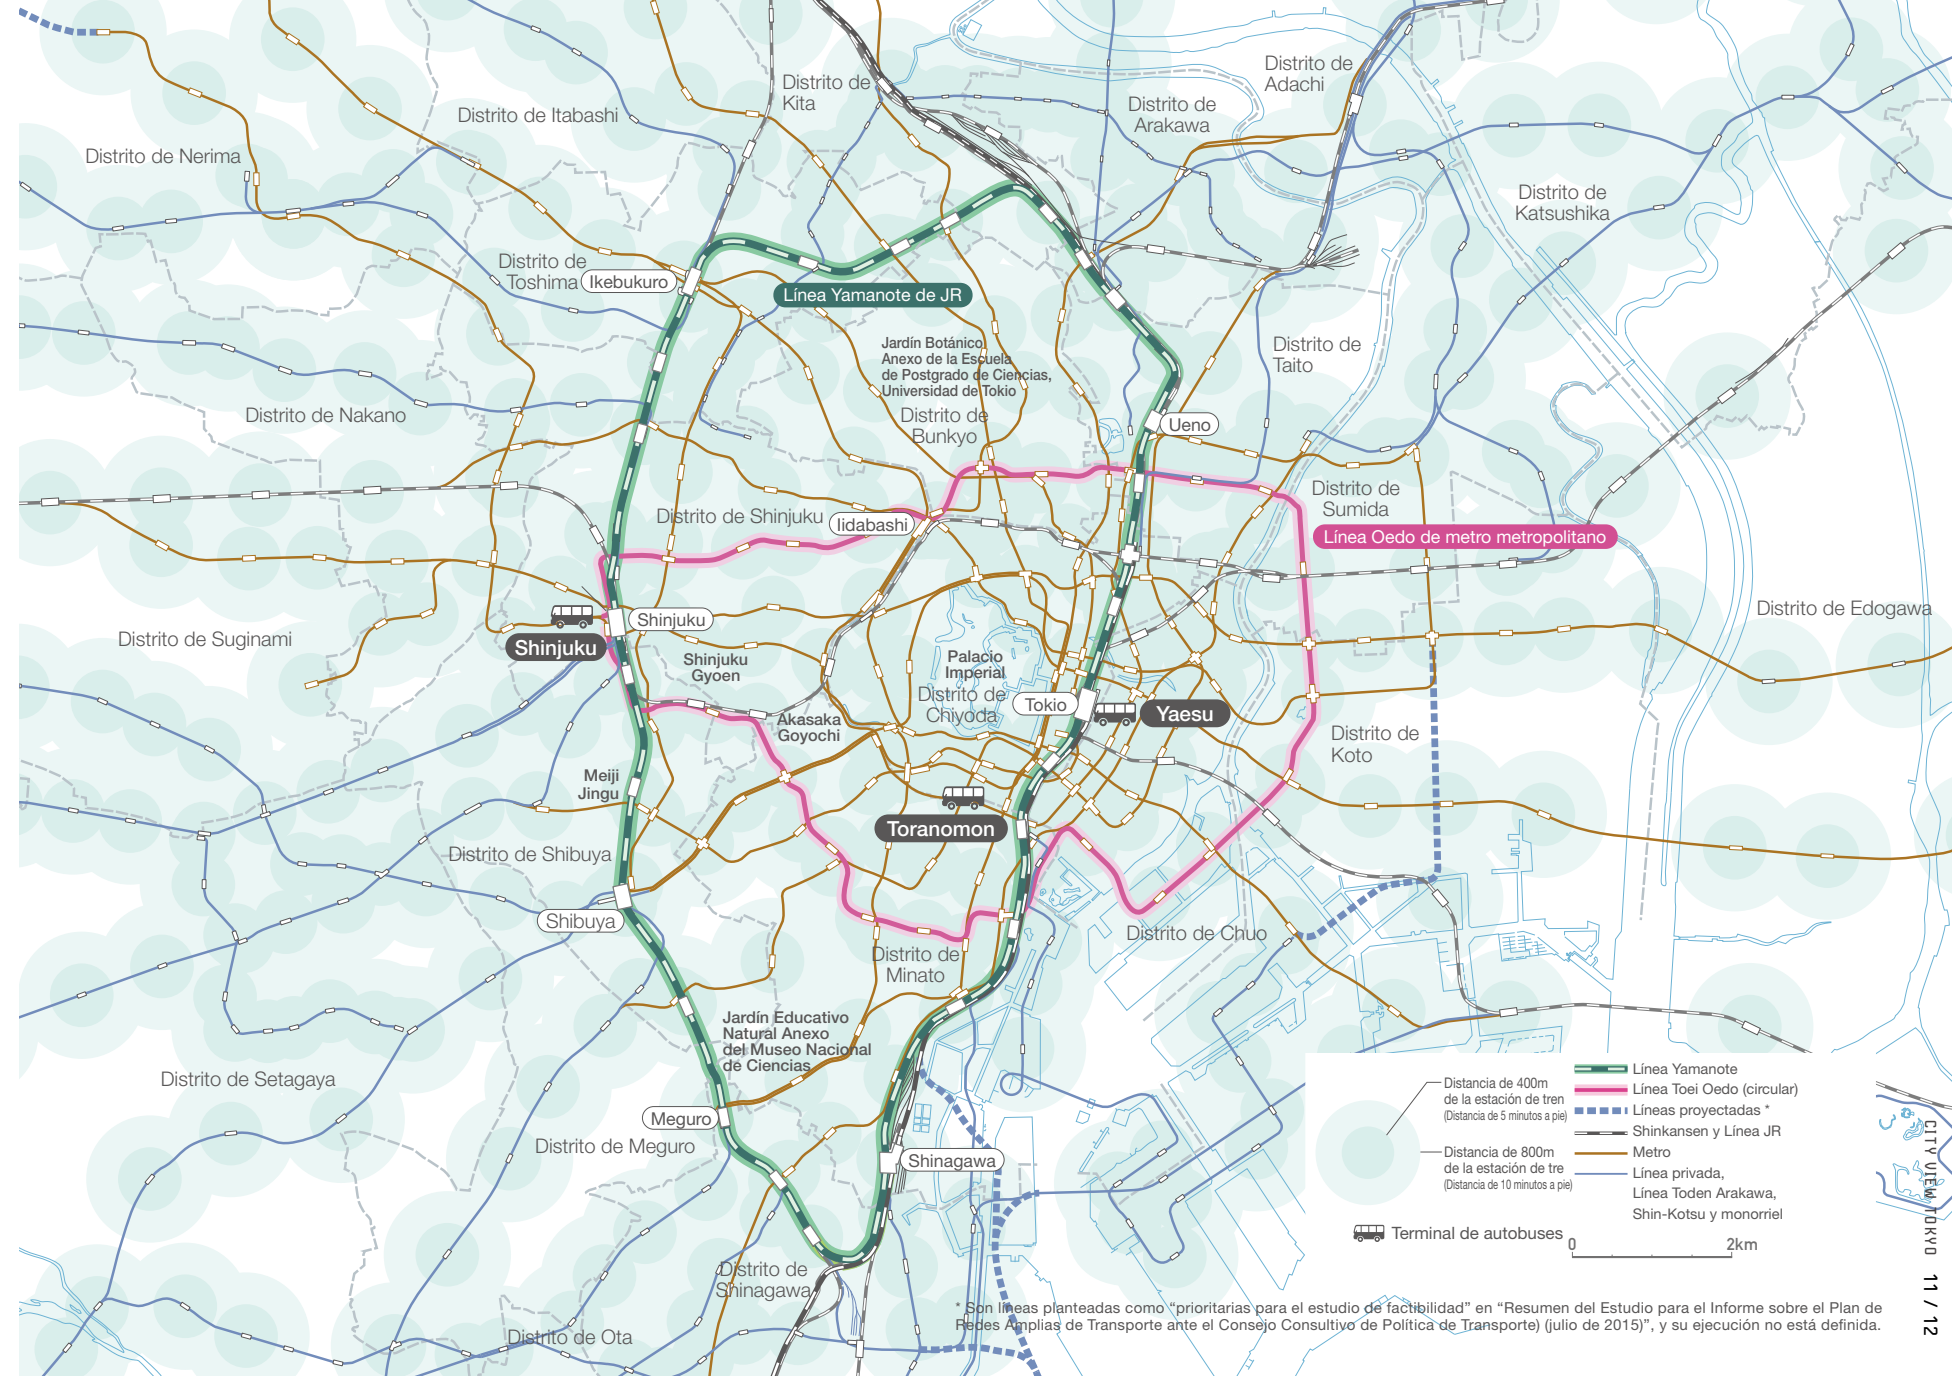 Distrito de
Adachi
Distrito de
Kita
Distrito de
Arakawa
Distrito de Itabashi
Distrito de Nerima
Distrito de
Katsushika
Distrito de
Toshima
Ikebukuro
Línea Yamanote de JR
Jardín Botánico
Anexo de la Escuela
de Postgrado de Ciencias,
Universidad de Tokio
Distrito de
Taito
Distrito de Nakano
Distrito de
Bunkyo
Ueno
Distrito de
Sumida
Distrito de Shinjuku
Iidabashi
Línea Oedo de metro metropolitano
Distrito de Edogawa
Shinjuku
Shinjuku
Distrito de Suginami
Shinjuku
Gyoen
Palacio
Imperial
Distrito de
Chiyoda
Tokio
Yaesu
Akasaka
Goyochi
Distrito de
Koto
Meiji
Jingu
Toranomon
Distrito de Shibuya
Shibuya
Distrito de Chuo
Distrito de
Minato
Jardín Educativo
Natural Anexo
del Museo Nacional
de Ciencias
Distrito de Setagaya
Meguro
Distrito de Meguro
Shinagawa
Distrito de
Shinagawa
Distrito de Ota
Distancia de 400m
de la estación de tren
(Distancia de 5 minutos a pie)
Distancia de 800m
de la estación de tre
(Distancia de 10 minutos a pie)
Terminal de autobuses
Línea Yamanote
Línea Toei Oedo (circular)
Líneas proyectadas *
Shinkansen y Línea JR
Metro
Línea privada,
Línea Toden Arakawa,
Shin-Kotsu y monorriel
0 2km
* Son líneas planteadas como “prioritarias para el estudio de factibilidad” en “Resumen del Estudio para el Informe sobre el Plan de
Redes Amplias de Transporte ante el Consejo Consultivo de Política de Transporte) (julio de 2015)”, y su ejecución no está definida.
CITY VIEW TOKYO 11 / 12